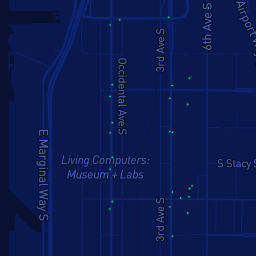 3rd Ave S
6th Ave S
Airport W
Occidental Ave S
E Marginal Way S
Living Computers:
Museum + Labs
S Stacy S
3rd Ave S